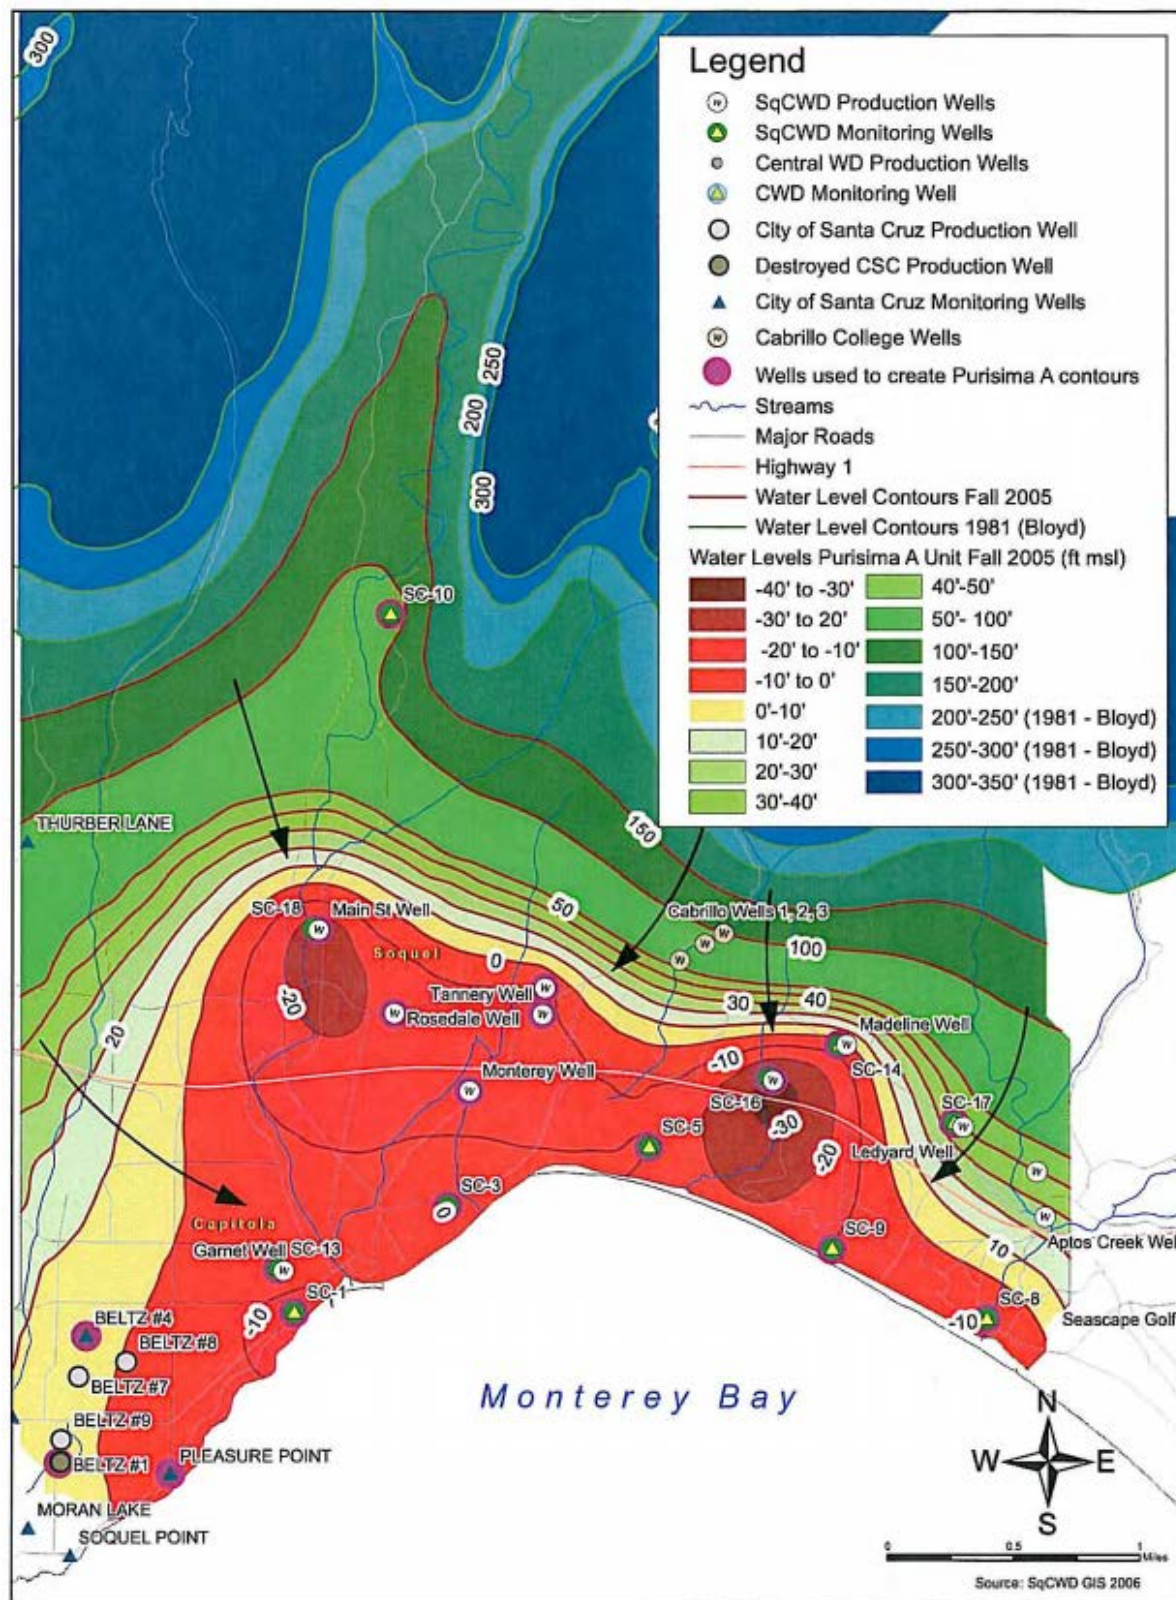 300
Legend
SqCWD Production Wells
SqCWD Monitoring Wells
Central WD Production Wells
CWD Monitoring Well
City of Santa Cruz Production Well
Destroyed CSC Production Well
City of Santa Cruz Monitoring Wells
Cabrillo College Wells
Wells used to create Purisima A contours
Streams
Major Roads
Highway 1
Water Level Contours Fall 2005
Water Level Contours 1981 (Bloyd)
Water Levels Purisima A Unit Fall 2005 (ft msl)
-40' to -30'
-30' to 20'
-20' to -10'
-10' to 0'
0'-10'
10'-20'
20'-30'
30'-40'
40'-50'
50'- 100'
100'-150'
150'-200'
200'-250' (1981 - Bloyd)
250'-300' (1981 - Bloyd)
300'-350' (1981 - Bloyd)
250
200
300
SC-10
THURBER LANE
150
SC-18
Main St Well
50
Cabrillo Wells 1, 2, 3
Soquel
0
100
-20
Tannery Well
30
40
20
Rosedale Well
Madeline Well
-10
Monterey Well
SC-14
SC-16
SC-17
-30
SC-5
-20
Ledyard Well
SC-3
0
Capitola
Garnet Well
SC-13
SC-9
10
Aptos Creek Wel
SC-1
-10
SC-8
-10
Seascape Golf
BELTZ #4
BELTZ #8
BELTZ #7
Monterey Bay
BELTZ #9
BELTZ #1
PLEASURE POINT
MORAN LAKE
SOQUEL POINT
N
W
E
S
0
0.5
1
Miles
Source: SqCWD GIS 2006